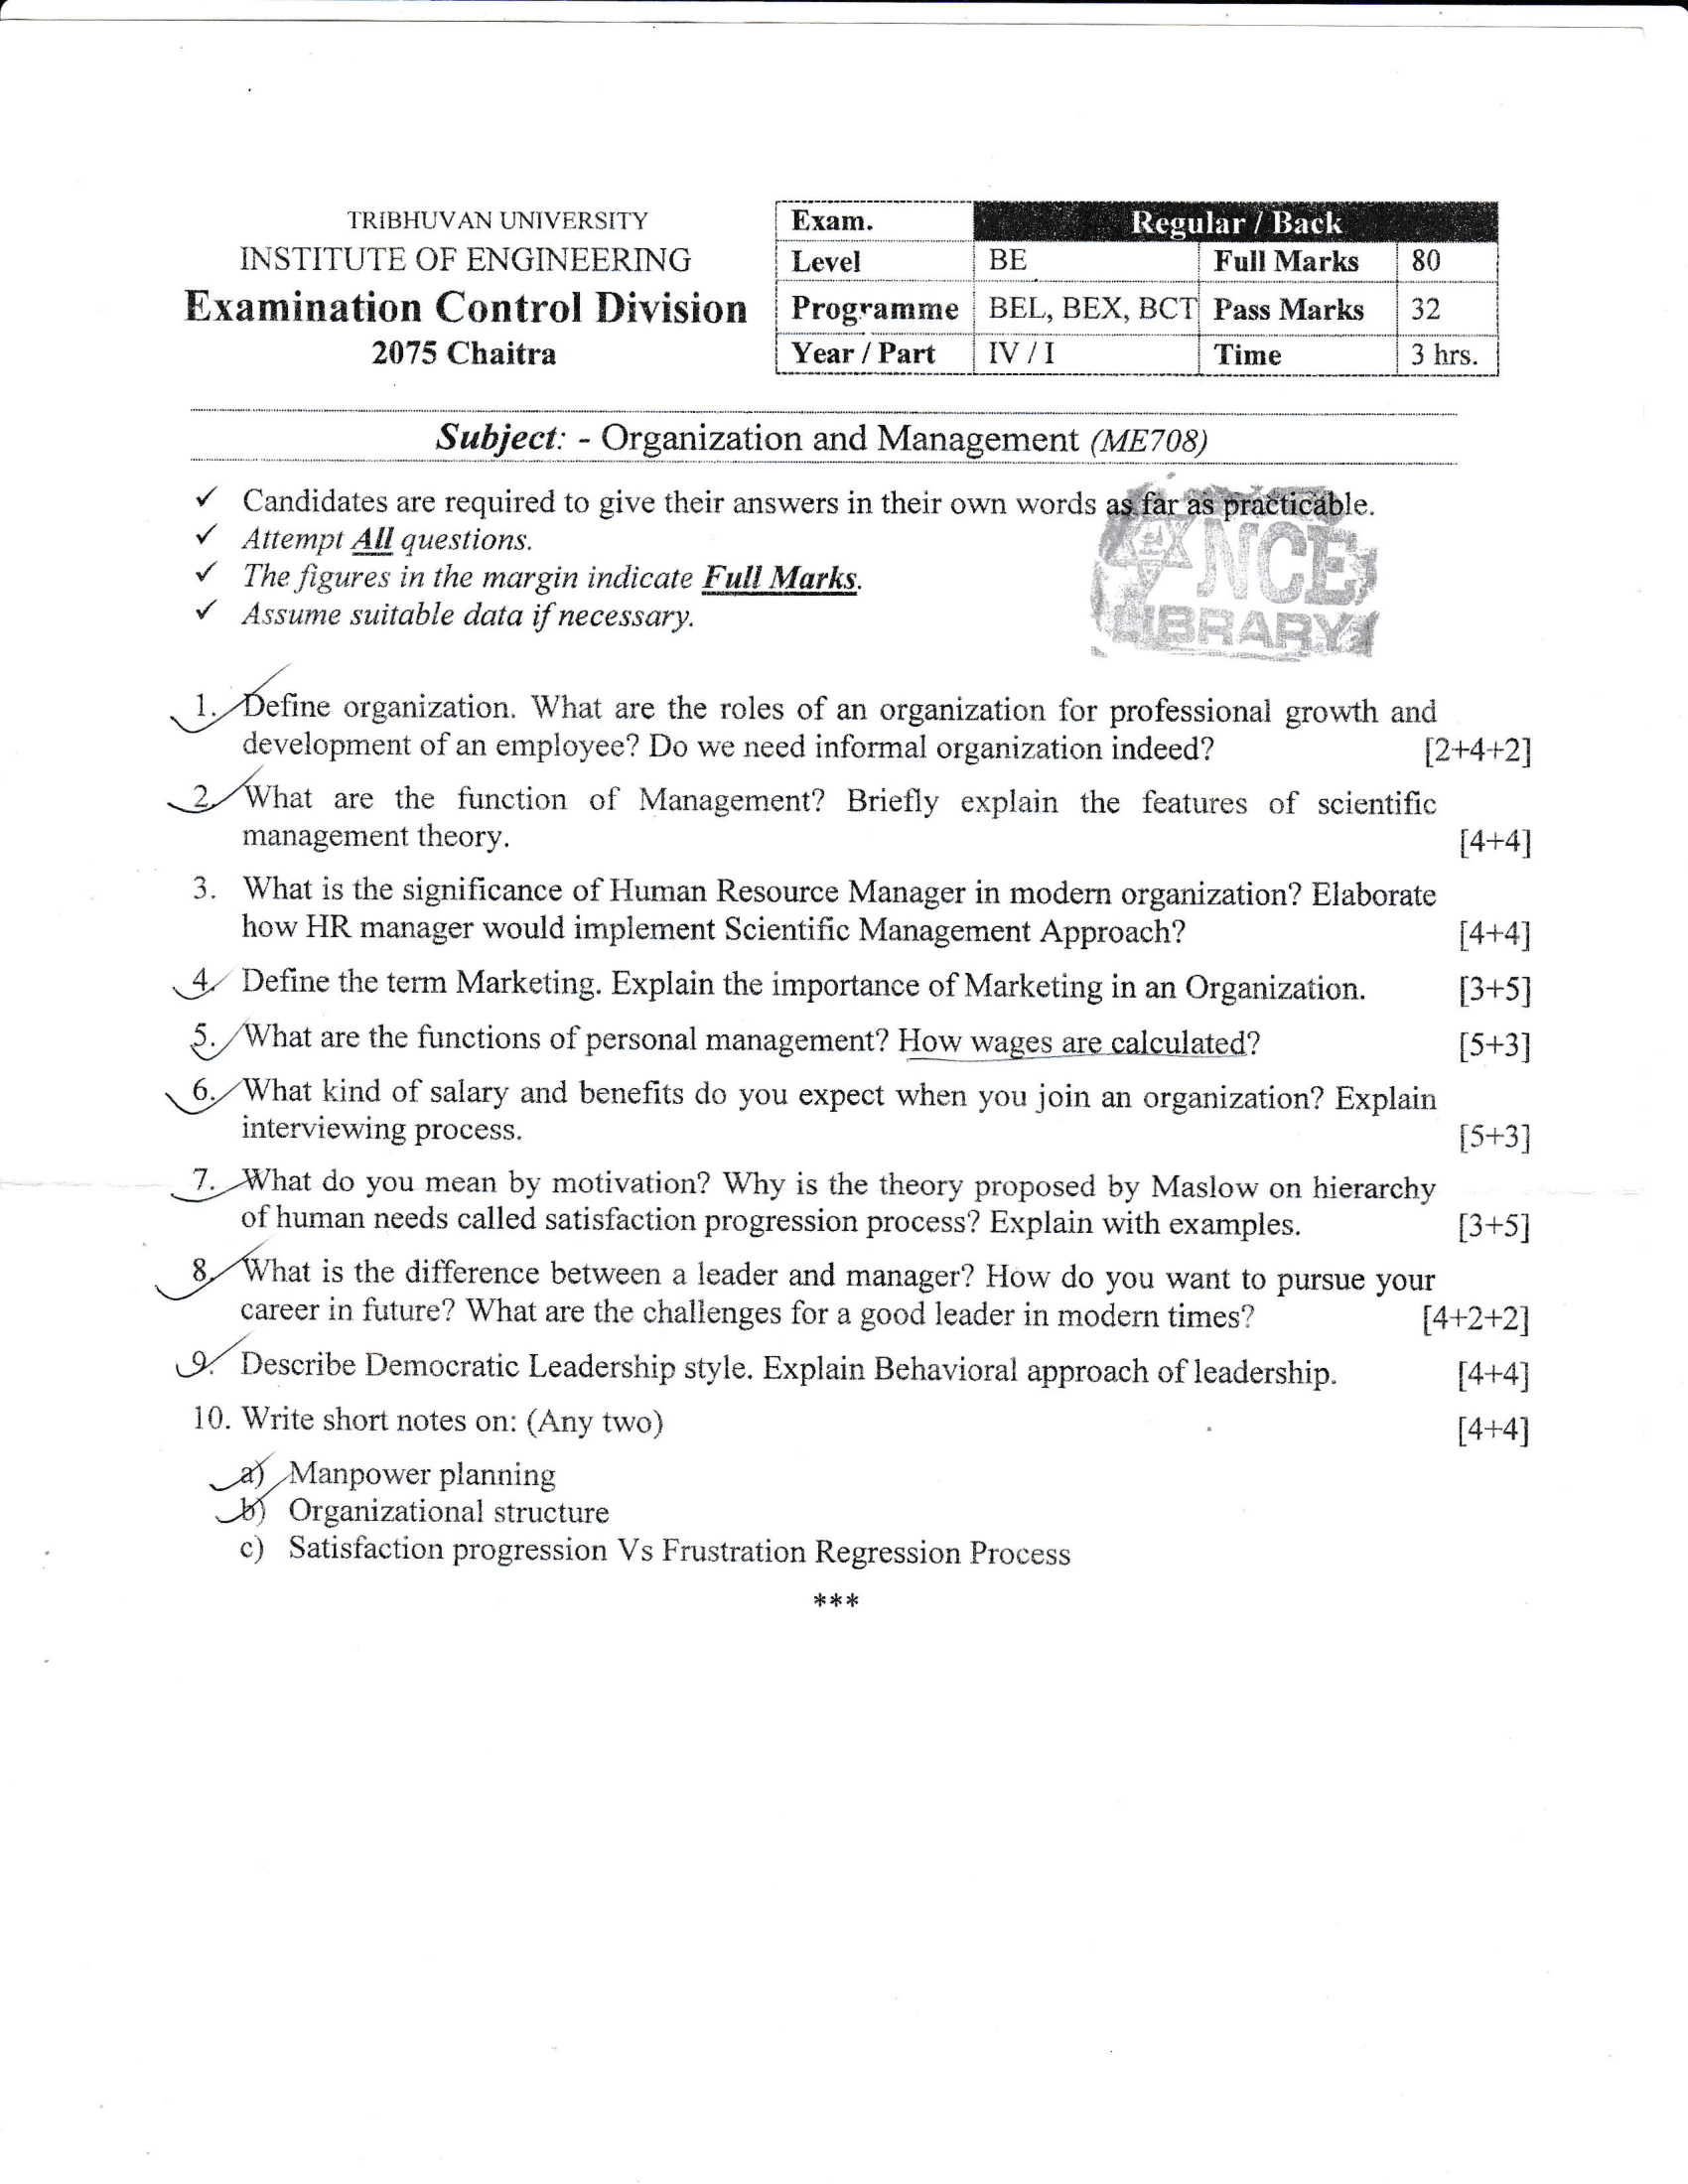 TRIBHUVAN UNIVERSITY
INSTITUTE OF ENGINEERING
Examination Control Division
2075 Chaitra
Exam. Regular / Back
Level BE Full Marks 80
Programme BEL, BEX, BCT Pass Marks 32
Year / Part IV / I Time 3 hrs.
Subject: - Organization and Management (ME708)
✓ Candidates are required to give their answers in their own words as far as practicable.
✓ Attempt All questions.
✓ The figures in the margin indicate Full Marks.
✓ Assume suitable data if necessary.
NCE
LIBRARY
1. Define organization. What are the roles of an organization for professional growth and
development of an employee? Do we need informal organization indeed? [2+4+2]
2. What are the function of Management? Briefly explain the features of scientific
management theory. [4+4]
3. What is the significance of Human Resource Manager in modern organization? Elaborate
how HR manager would implement Scientific Management Approach? [4+4]
4. Define the term Marketing. Explain the importance of Marketing in an Organization. [3+5]
5. What are the functions of personal management? How wages are calculated? [5+3]
6. What kind of salary and benefits do you expect when you join an organization? Explain
interviewing process. [5+3]
7. What do you mean by motivation? Why is the theory proposed by Maslow on hierarchy
of human needs called satisfaction progression process? Explain with examples. [3+5]
8. What is the difference between a leader and manager? How do you want to pursue your
career in future? What are the challenges for a good leader in modern times? [4+2+2]
9. Describe Democratic Leadership style. Explain Behavioral approach of leadership. [4+4]
10. Write short notes on: (Any two) [4+4]
a) Manpower planning
b) Organizational structure
c) Satisfaction progression Vs Frustration Regression Process
***